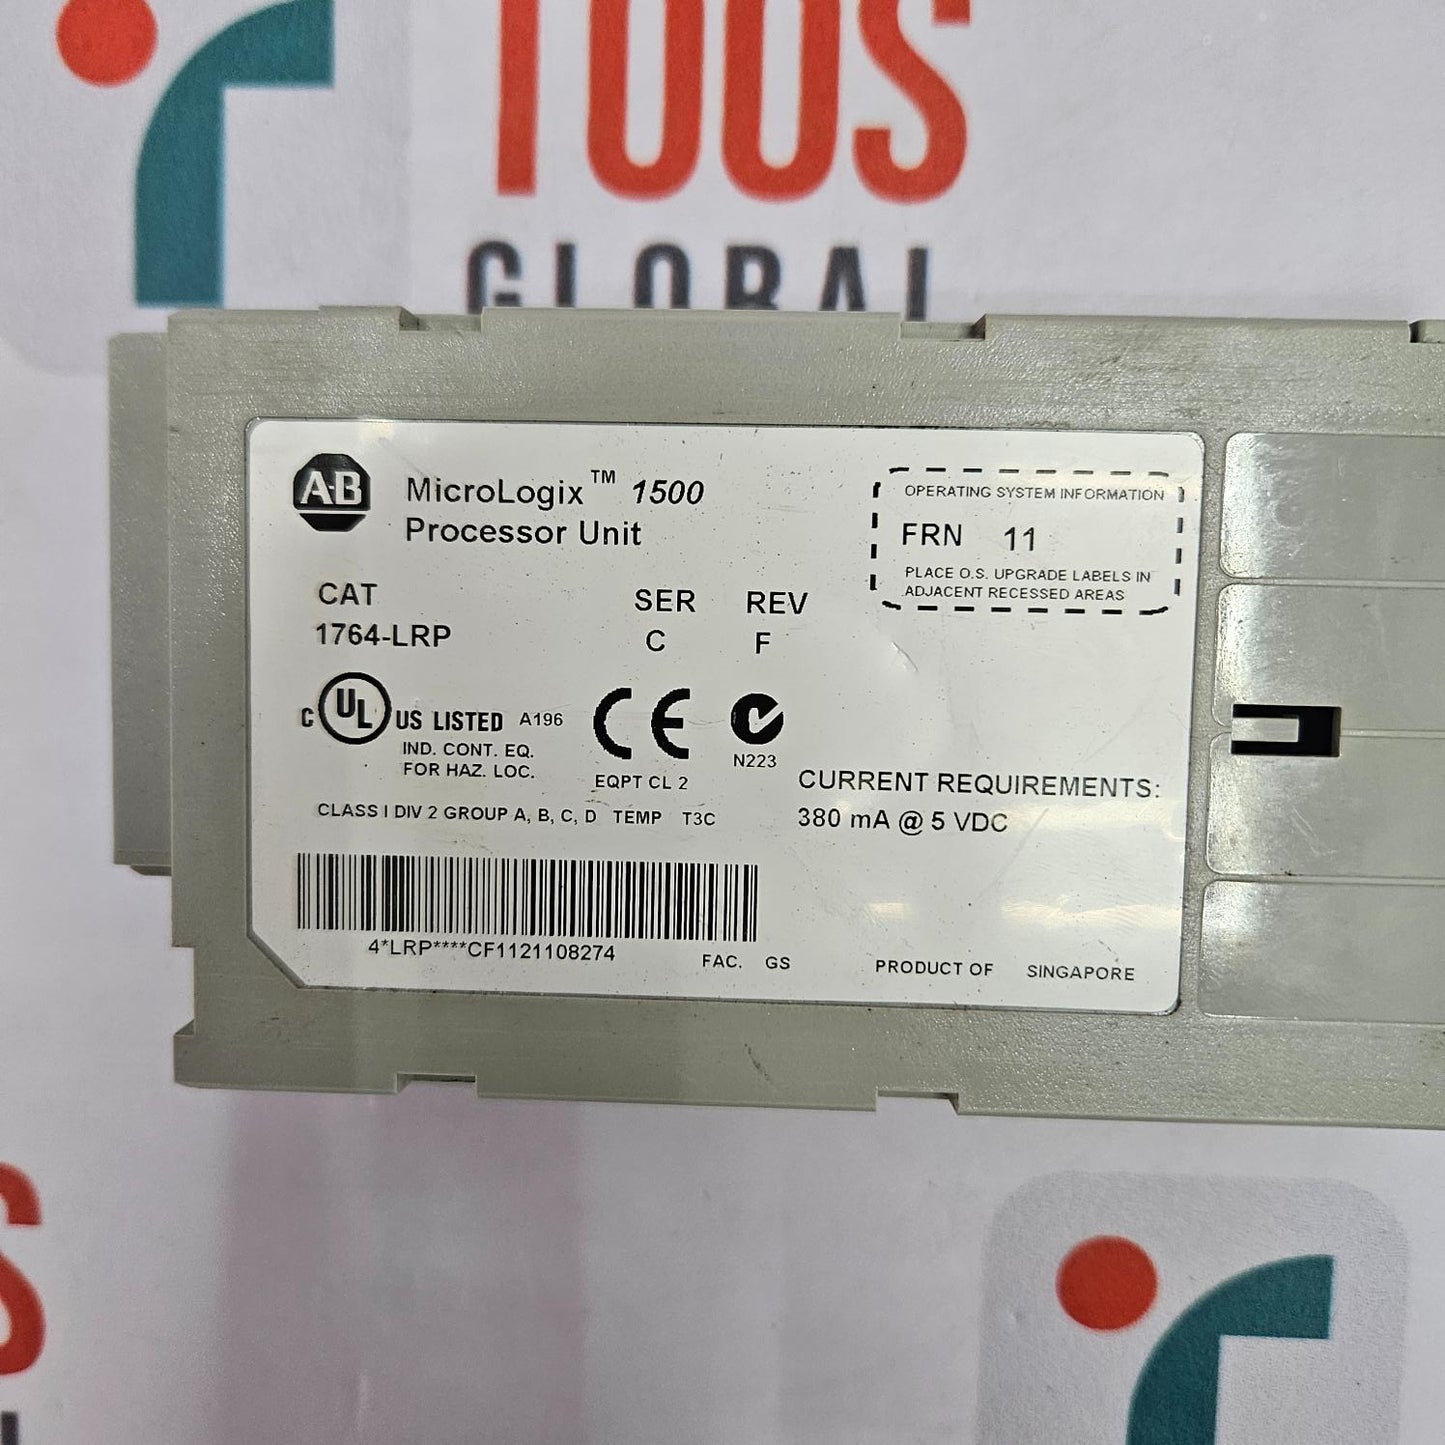 TOOS
GLOBAL
A-B
MicroLogix™ 1500
Processor Unit
OPERATING SYSTEM INFORMATION
FRN 11
PLACE O.S. UPGRADE LABELS IN
ADJACENT RECESSED AREAS
CAT SER REV
1764-LRP C F
C UL US LISTED A196
IND. CONT. EQ.
FOR HAZ. LOC.
CE
EQPT CL 2
N223
CLASS I DIV 2 GROUP A, B, C, D TEMP T3C
CURRENT REQUIREMENTS:
380 mA @ 5 VDC
4*LRP****CF1121108274
FAC. GS
PRODUCT OF SINGAPORE